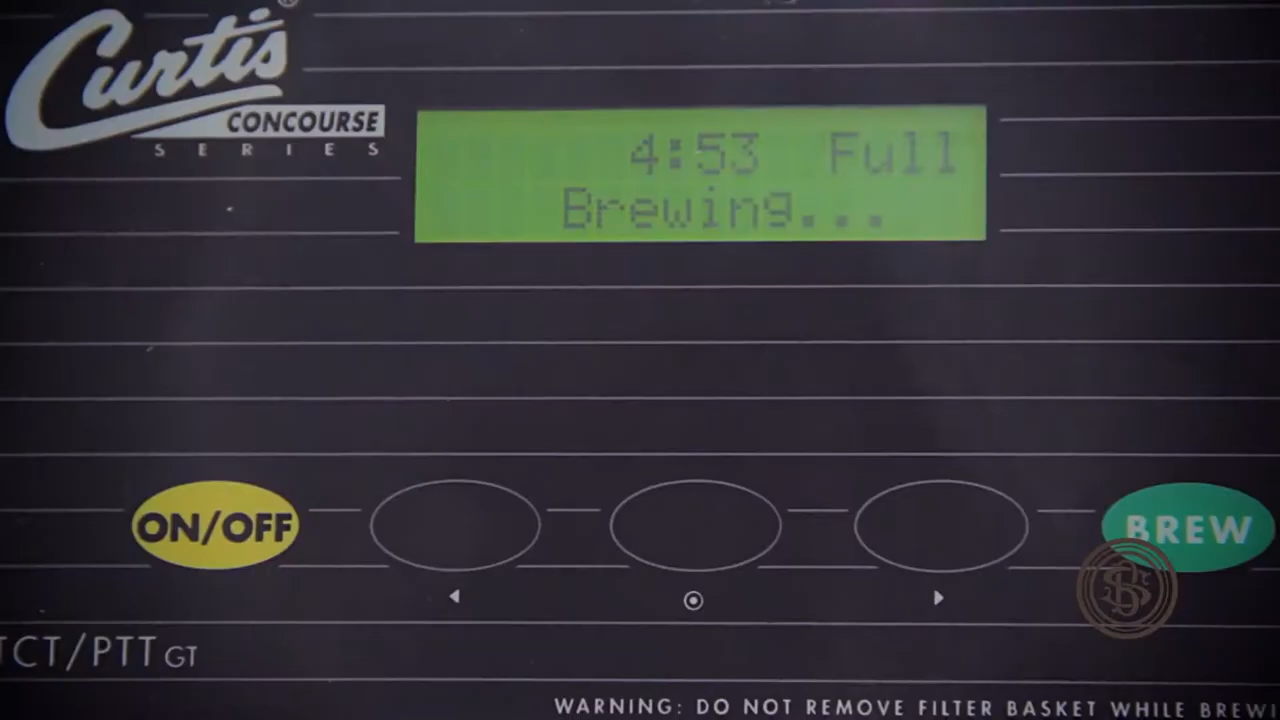 Curtis®
CONCOURSE
SERIES
4:53 Full
Brewing...
ON/OFF
BREW
TCT/PTT GT
WARNING: DO NOT REMOVE FILTER BASKET WHILE BREWI